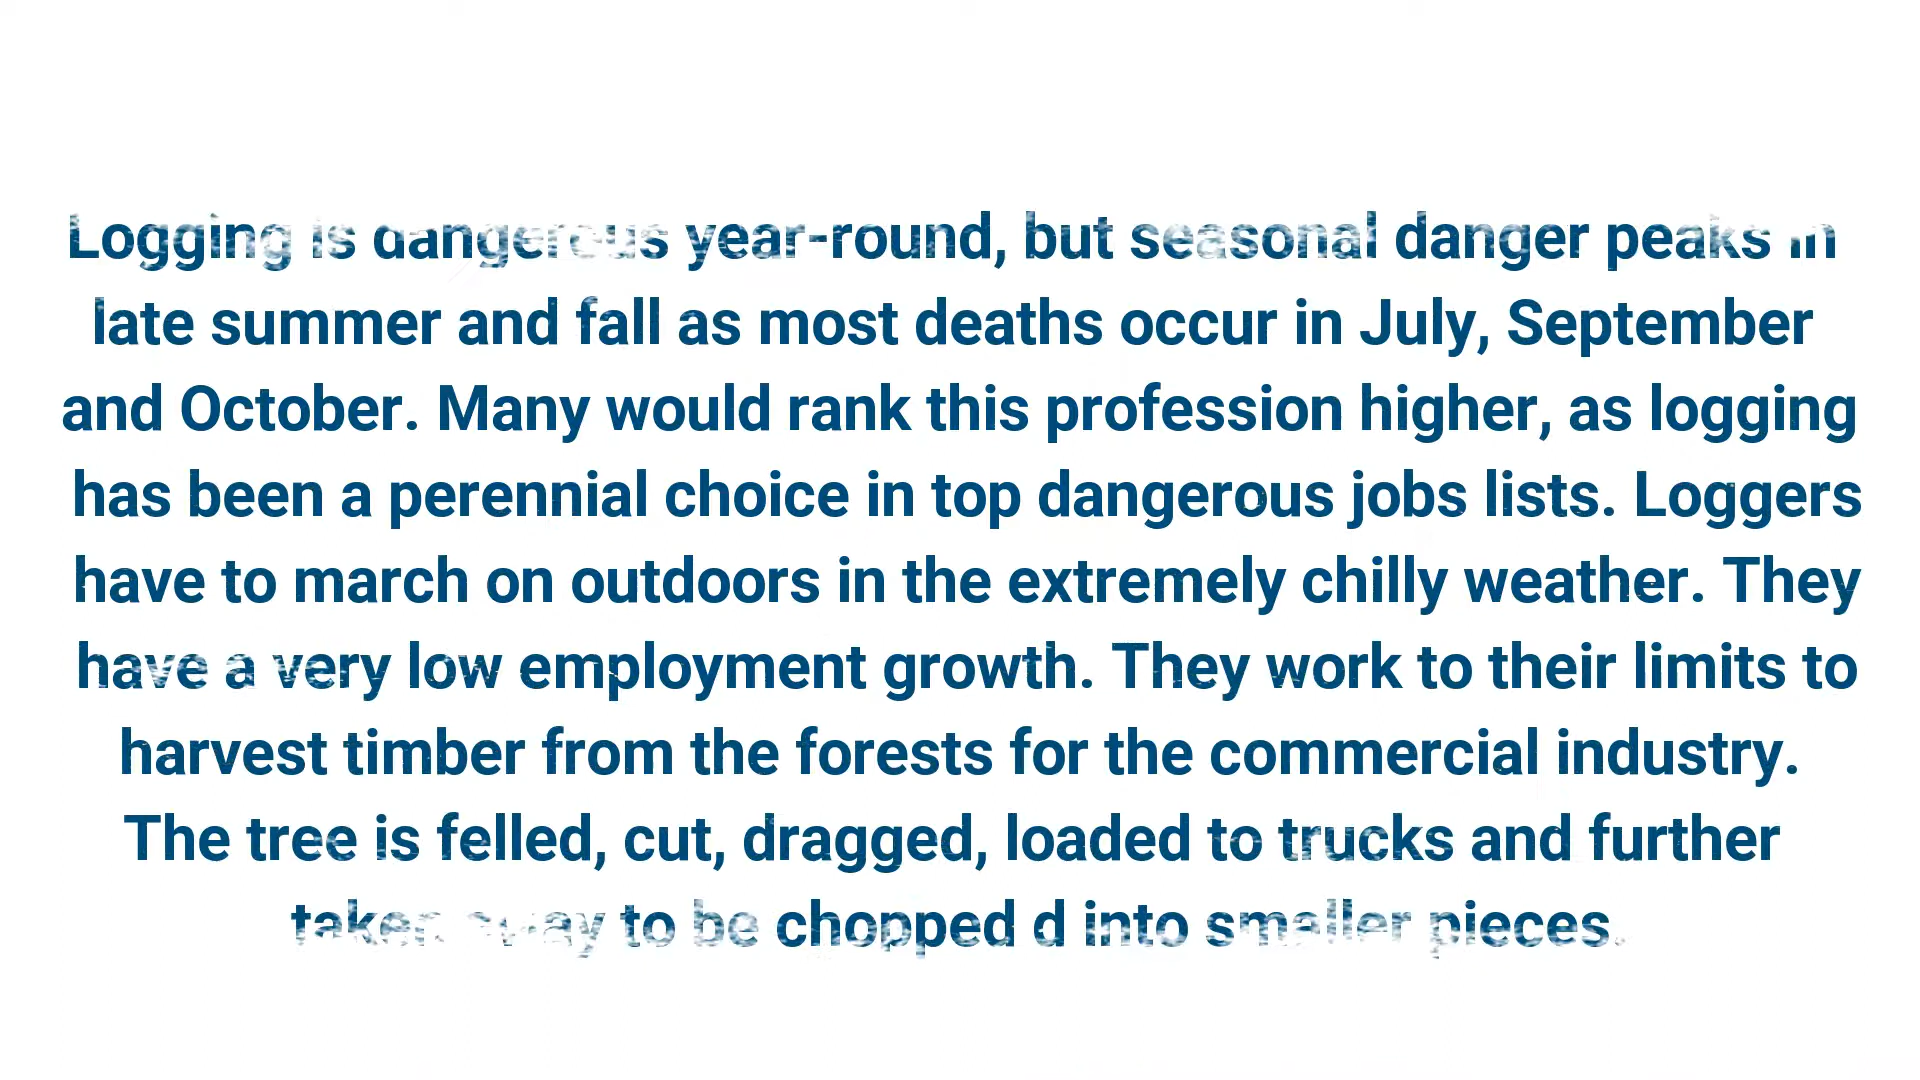 Logging is dangerous year-round, but seasonal danger peaks in
late summer and fall as most deaths occur in July, September
and October. Many would rank this profession higher, as logging
has been a perennial choice in top dangerous jobs lists. Loggers
have to march on outdoors in the extremely chilly weather. They
have a very low employment growth. They work to their limits to
harvest timber from the forests for the commercial industry.
The tree is felled, cut, dragged, loaded to trucks and further
taken away to be chopped d into smaller pieces.